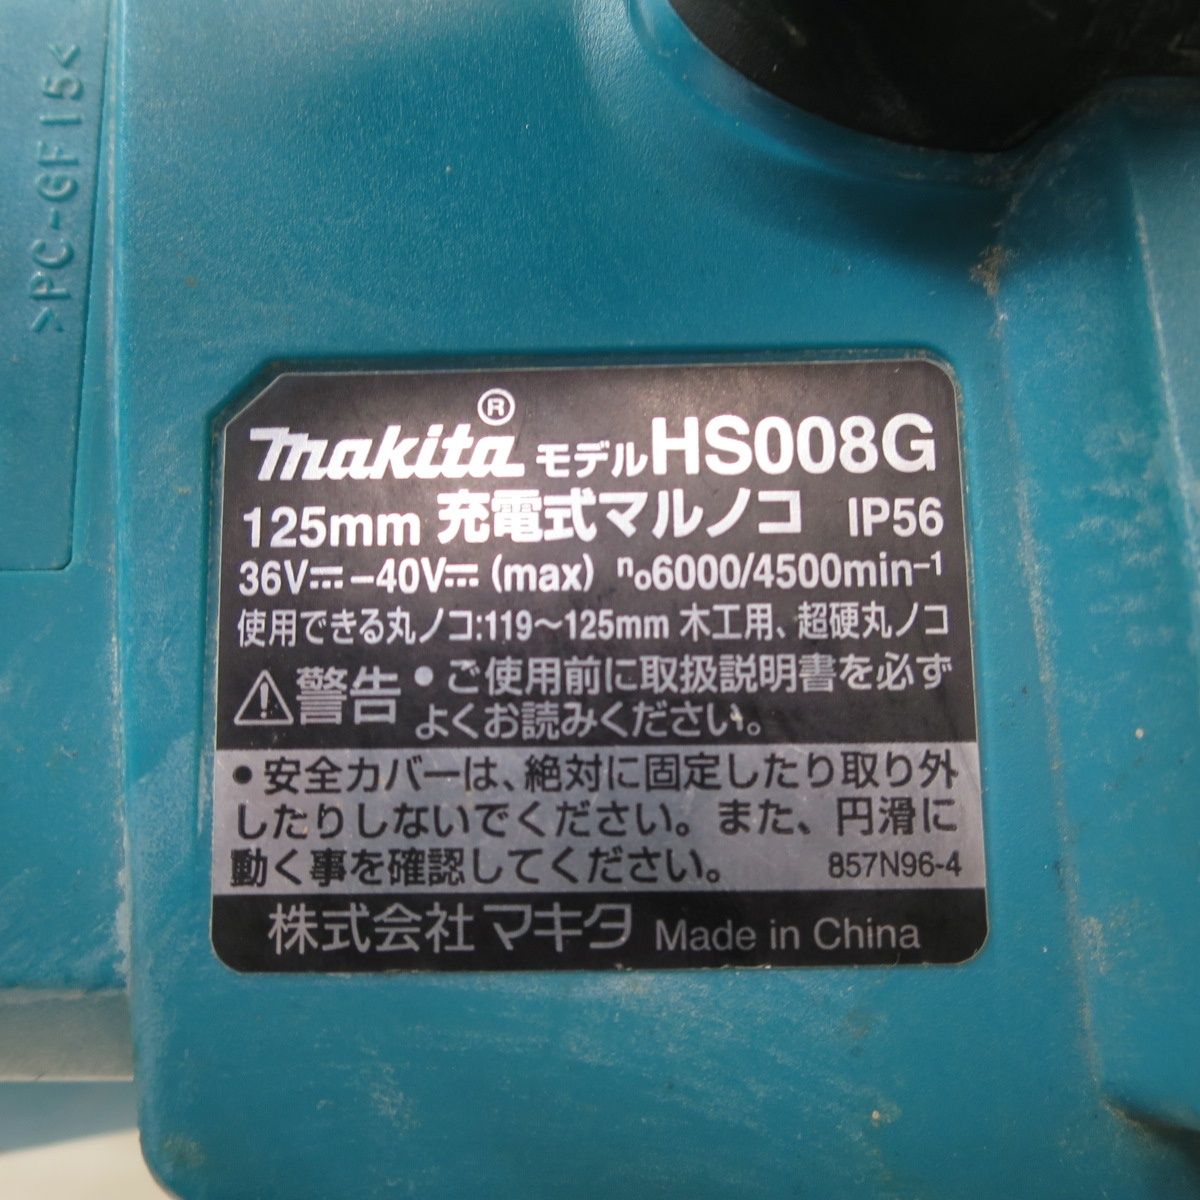 >PC-GF15<
makita® モデルHS008G
125mm 充電式マルノコ IP56
36V⎓-40V⎓ (max) n₀6000/4500min⁻¹
使用できる丸ノコ:119～125mm 木工用、超硬丸ノコ
⚠警告 •ご使用前に取扱説明書を必ず
よくお読みください。
•安全カバーは、絶対に固定したり取り外
したりしないでください。また、円滑に
動く事を確認してください。 857N96-4
株式会社 マキタ Made in China